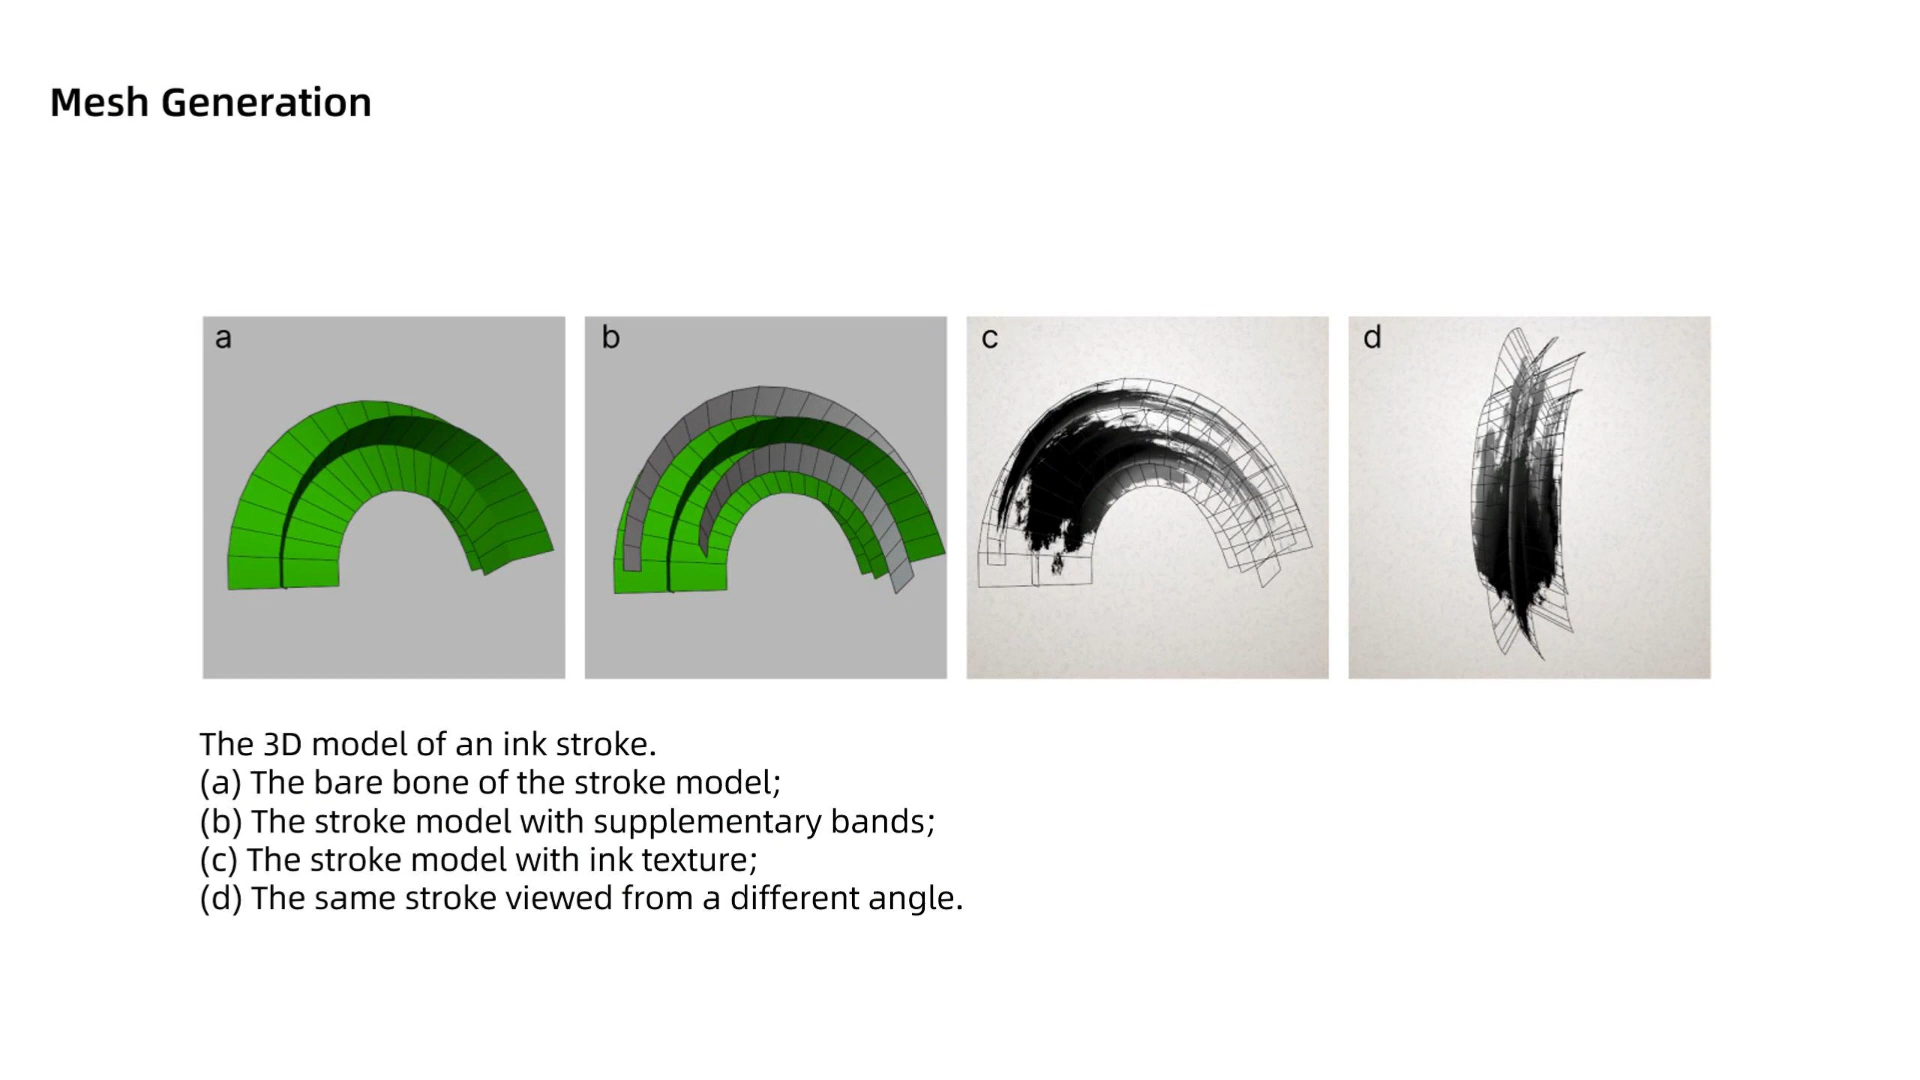 Mesh Generation
a
b
c
d
The 3D model of an ink stroke.
(a) The bare bone of the stroke model;
(b) The stroke model with supplementary bands;
(c) The stroke model with ink texture;
(d) The same stroke viewed from a different angle.